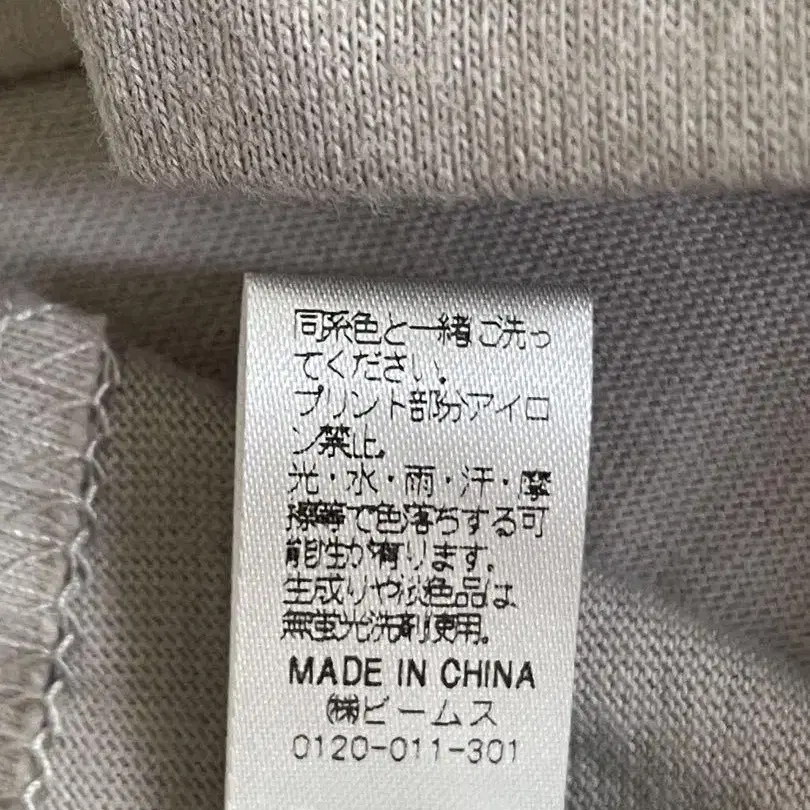 同系色と一緒ご洗っ
てください。
プリント部分アイロ
ン禁止。
光・水・雨・汗・摩
擦等で色落ちする可
能性が有ります。
生成りや淡色品は、
無蛍光洗剤使用。
MADE IN CHINA
㈱ビームス
0120-011-301